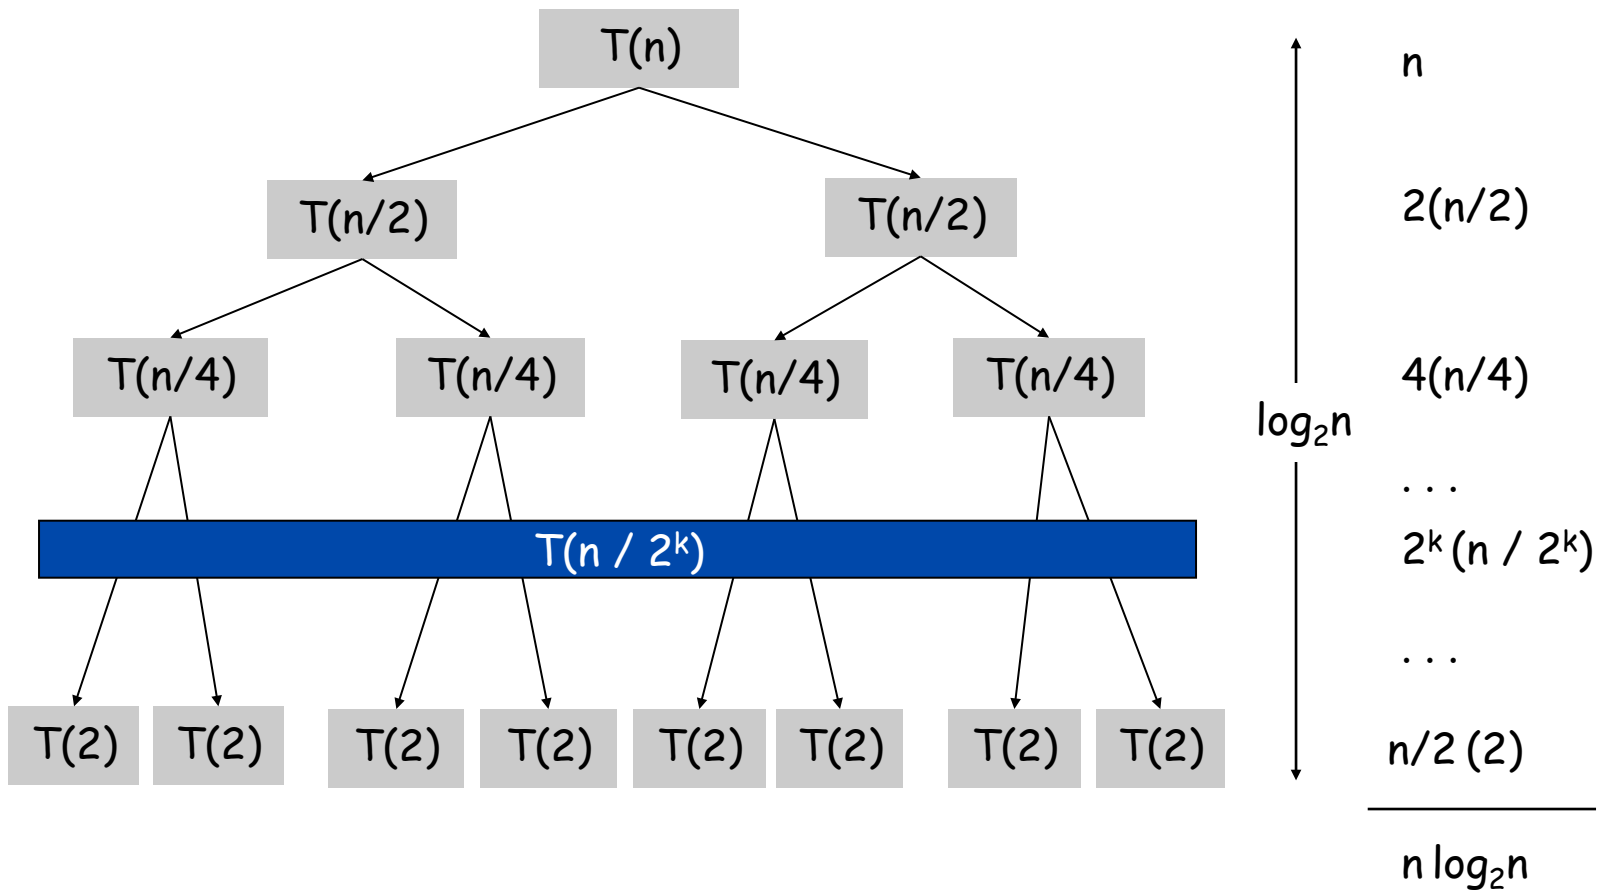 T(n)
n
T(n/2) T(n/2) 2(n/2)
T(n/4) T(n/4) T(n/4) T(n/4) 4(n/4)
log₂n
. . .
T(n / 2ᵏ) 2ᵏ (n / 2ᵏ)
. . .
T(2) T(2) T(2) T(2) T(2) T(2) T(2) T(2) n/2 (2)
n log₂n